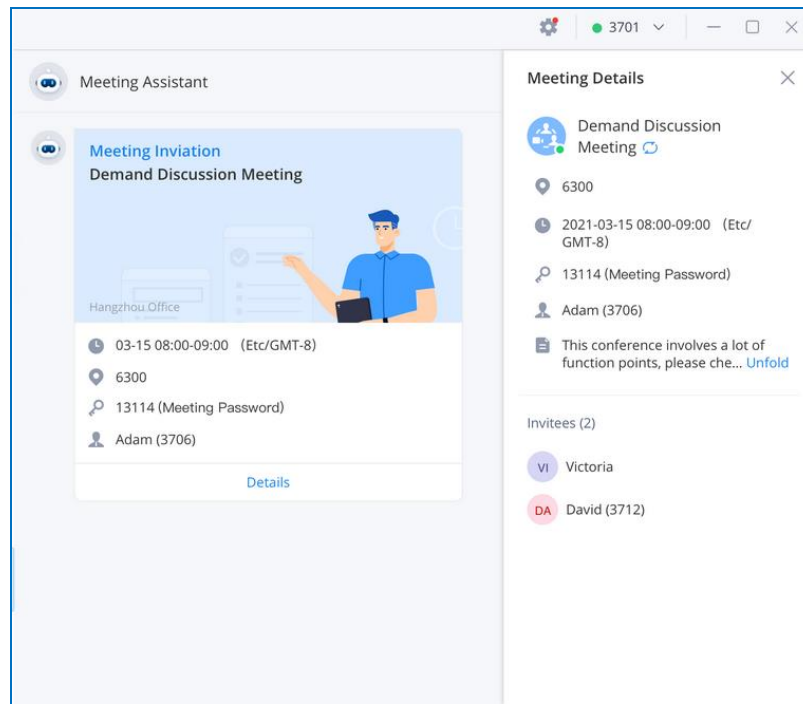 3701
Meeting Assistant
Meeting Inviation
Demand Discussion Meeting
Hangzhou Office
03-15 08:00-09:00 （Etc/GMT-8）
6300
13114 (Meeting Password)
Adam (3706)
Details
Meeting Details
Demand Discussion
Meeting
6300
2021-03-15 08:00-09:00 （Etc/
GMT-8）
13114 (Meeting Password)
Adam (3706)
This conference involves a lot of
function points, please che... Unfold
Invitees (2)
VI Victoria
DA David (3712)